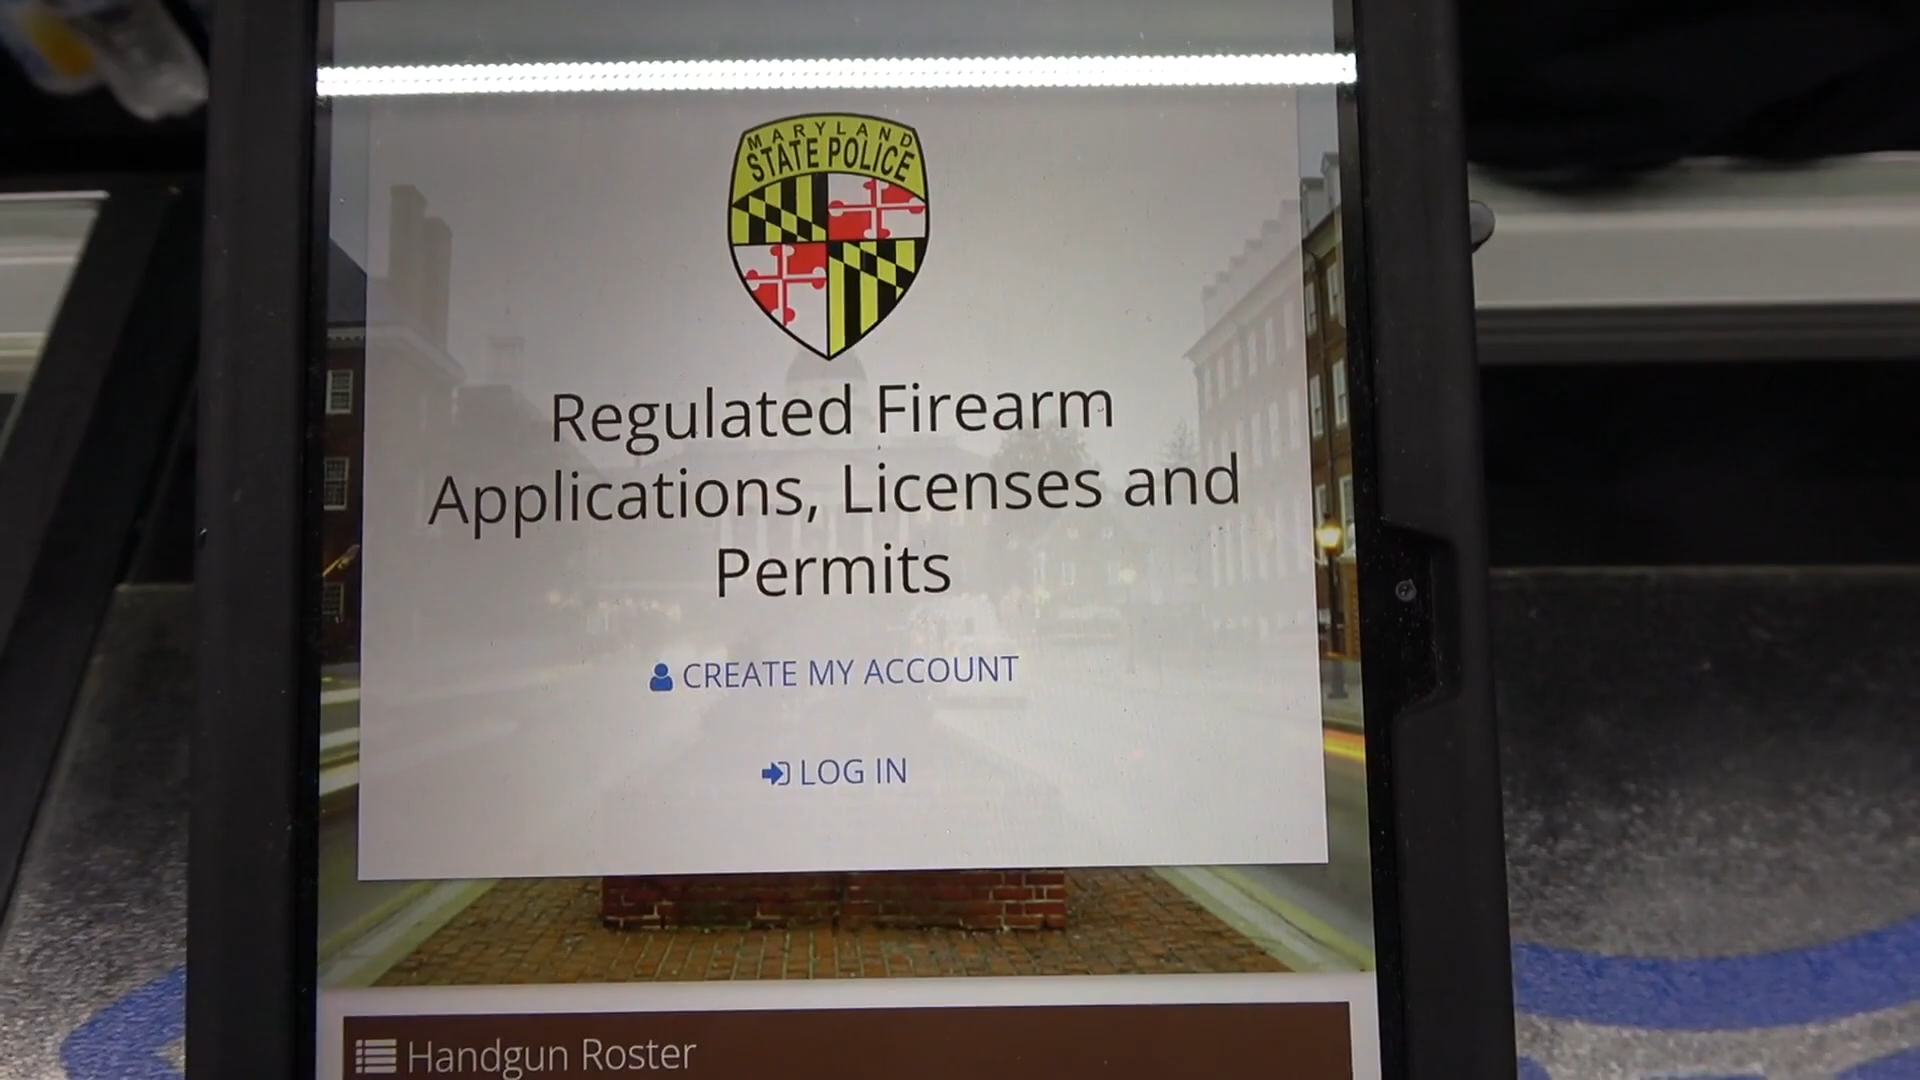 MARYLAND
STATE POLICE
Regulated Firearm
Applications, Licenses and
Permits
CREATE MY ACCOUNT
LOG IN
Handgun Roster